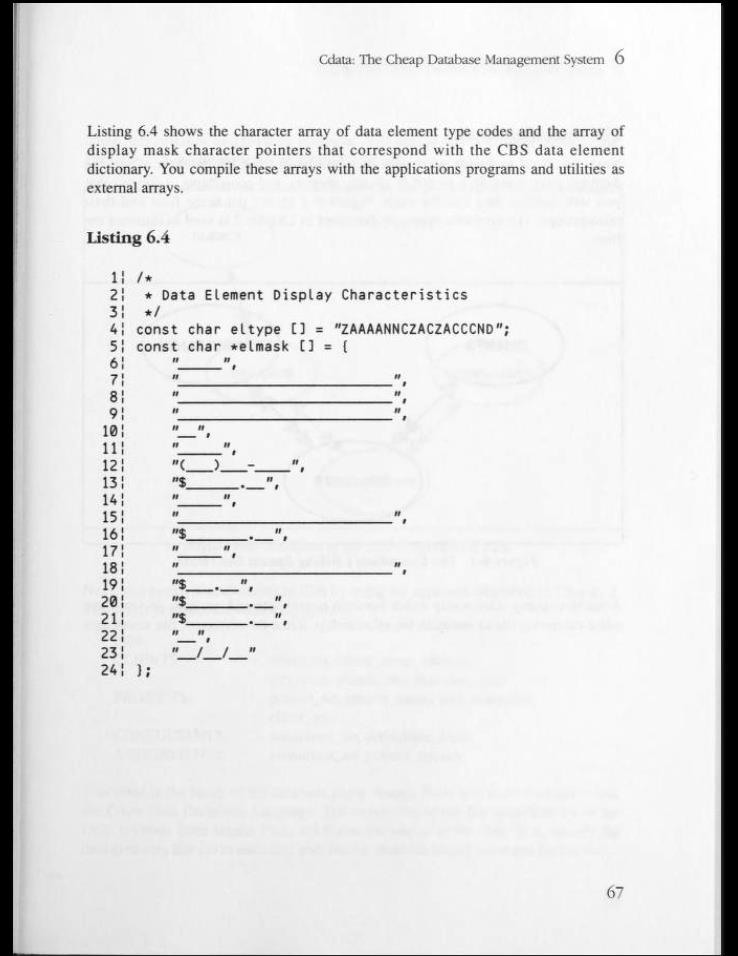 Cdata: The Cheap Database Management System 6
Listing 6.4 shows the character array of data element type codes and the array of
display mask character pointers that correspond with the CBS data element
dictionary. You compile these arrays with the applications programs and utilities as
external arrays.
Listing 6.4
1¦ /*
2¦ * Data Element Display Characteristics
3¦ */
4¦ const char eltype [] = "ZAAAANNCZACZACCCND";
5¦ const char *elmask [] = {
6¦ "_____",
7¦ "_________________________",
8¦ "_________________________",
9¦ "_________________________",
10¦ "__",
11¦ "_____",
12¦ "(___)___-____",
13¦ "$______.__",
14¦ "_____",
15¦ "_________________________",
16¦ "$_______.__",
17¦ "_____",
18¦ "_________________________",
19¦ "$___.__",
20¦ "$_______.__",
21¦ "$_______.__",
22¦ "__",
23¦ "__/__/__"
24¦ };
67